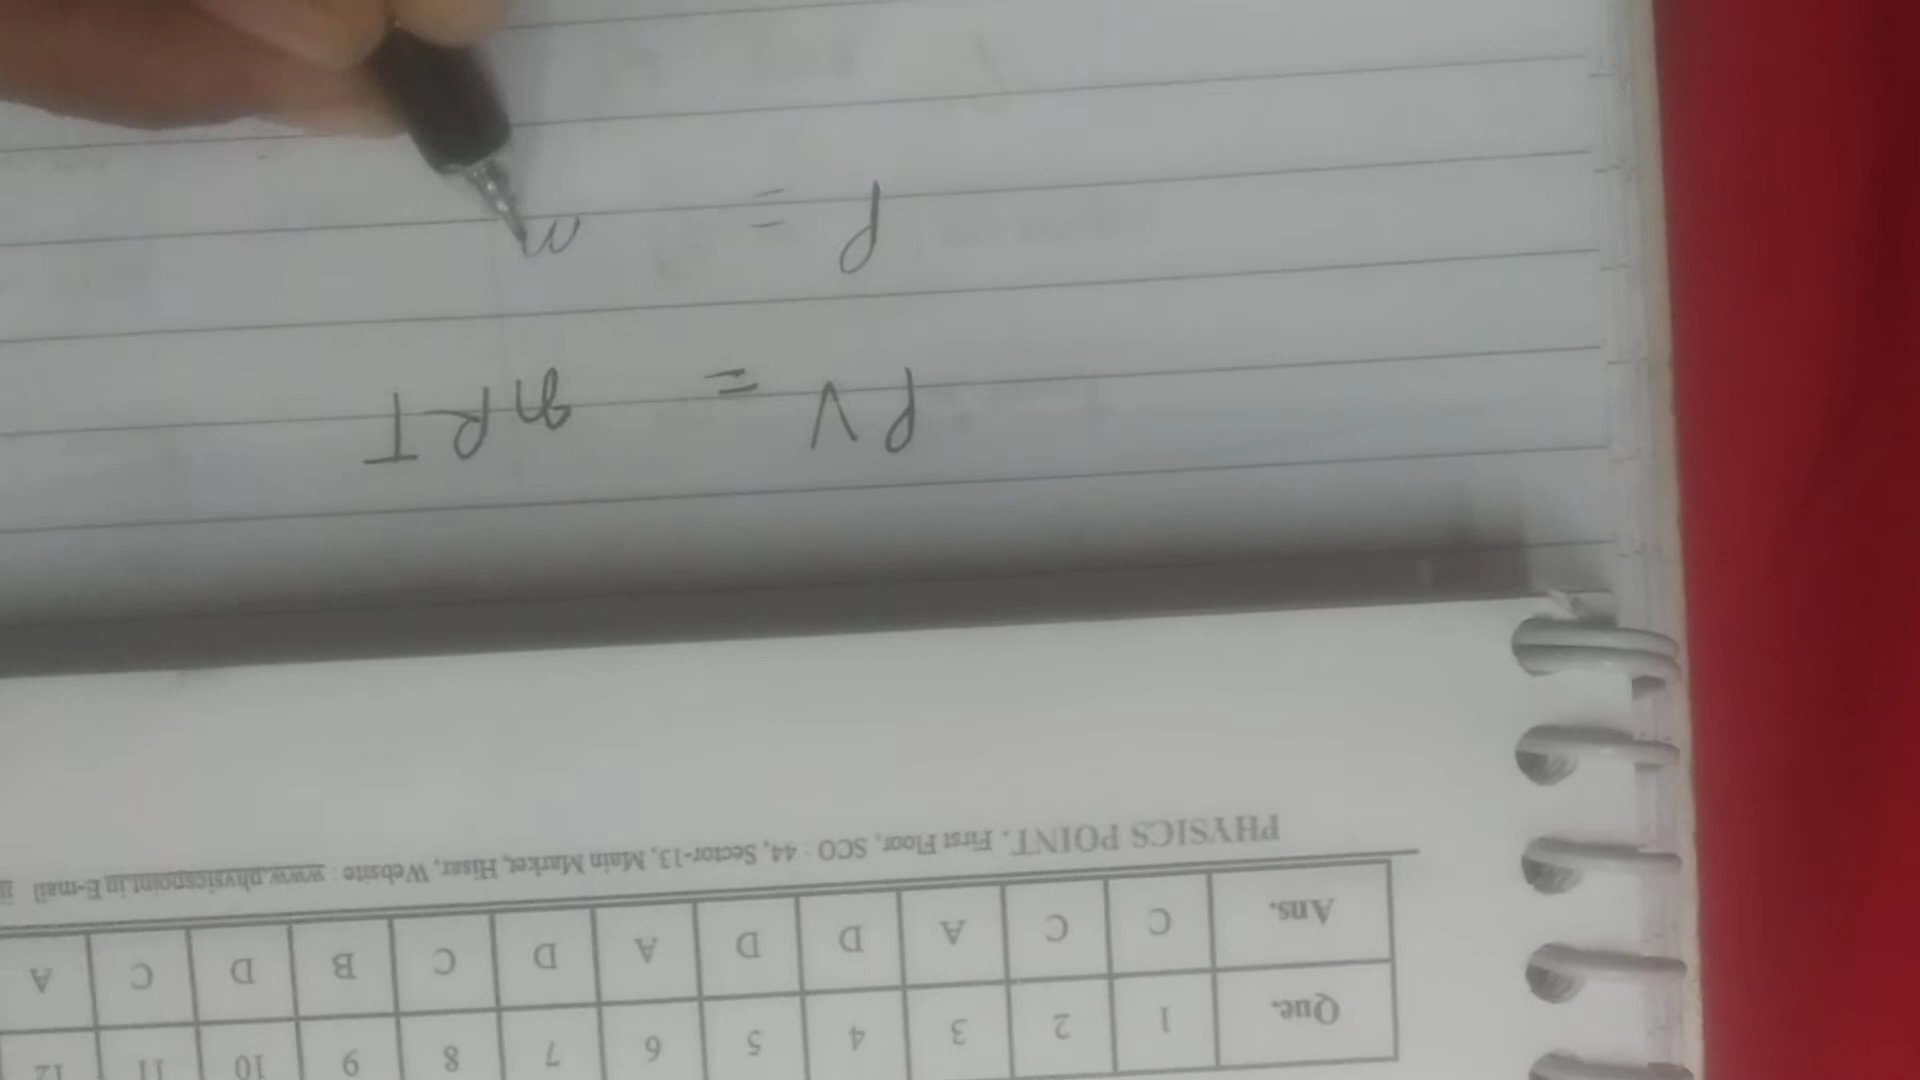 Que. 1 2 3 4 5 6 7 8 9 10 11 12
Ans. C C A D D A D C B D C A
PHYSICS POINT. First Floor, SCO : 44, Sector-13, Main Market, Hisar, Website : www.physicspoint.in E-mail
PV = nRT
P = n